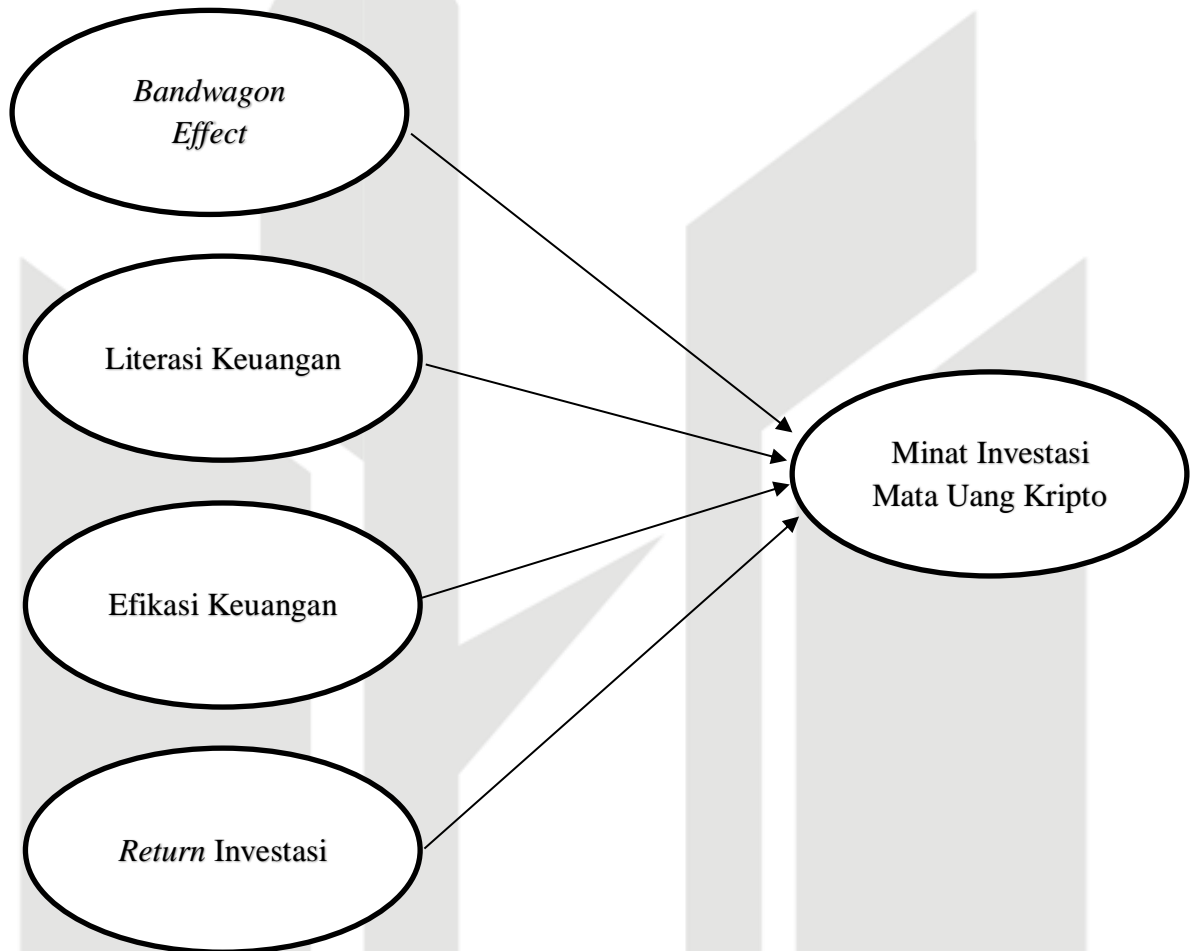 Bandwagon
Effect
Literasi Keuangan
Minat Investasi
Mata Uang Kripto
Efikasi Keuangan
Return Investasi